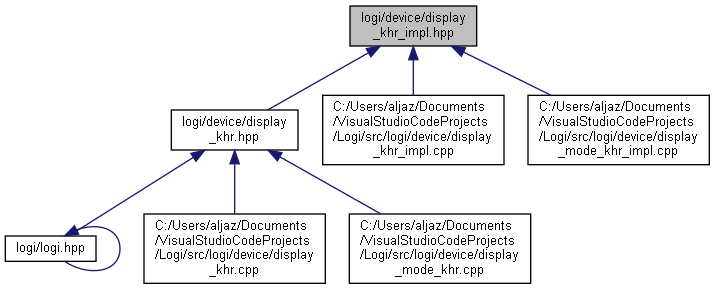 logi/device/display
_khr_impl.hpp
logi/device/display
_khr.hpp
C:/Users/aljaz/Documents
/VisualStudioCodeProjects
/Logi/src/logi/device/display
_khr_impl.cpp
C:/Users/aljaz/Documents
/VisualStudioCodeProjects
/Logi/src/logi/device/display
_mode_khr_impl.cpp
logi/logi.hpp
C:/Users/aljaz/Documents
/VisualStudioCodeProjects
/Logi/src/logi/device/display
_khr.cpp
C:/Users/aljaz/Documents
/VisualStudioCodeProjects
/Logi/src/logi/device/display
_mode_khr.cpp